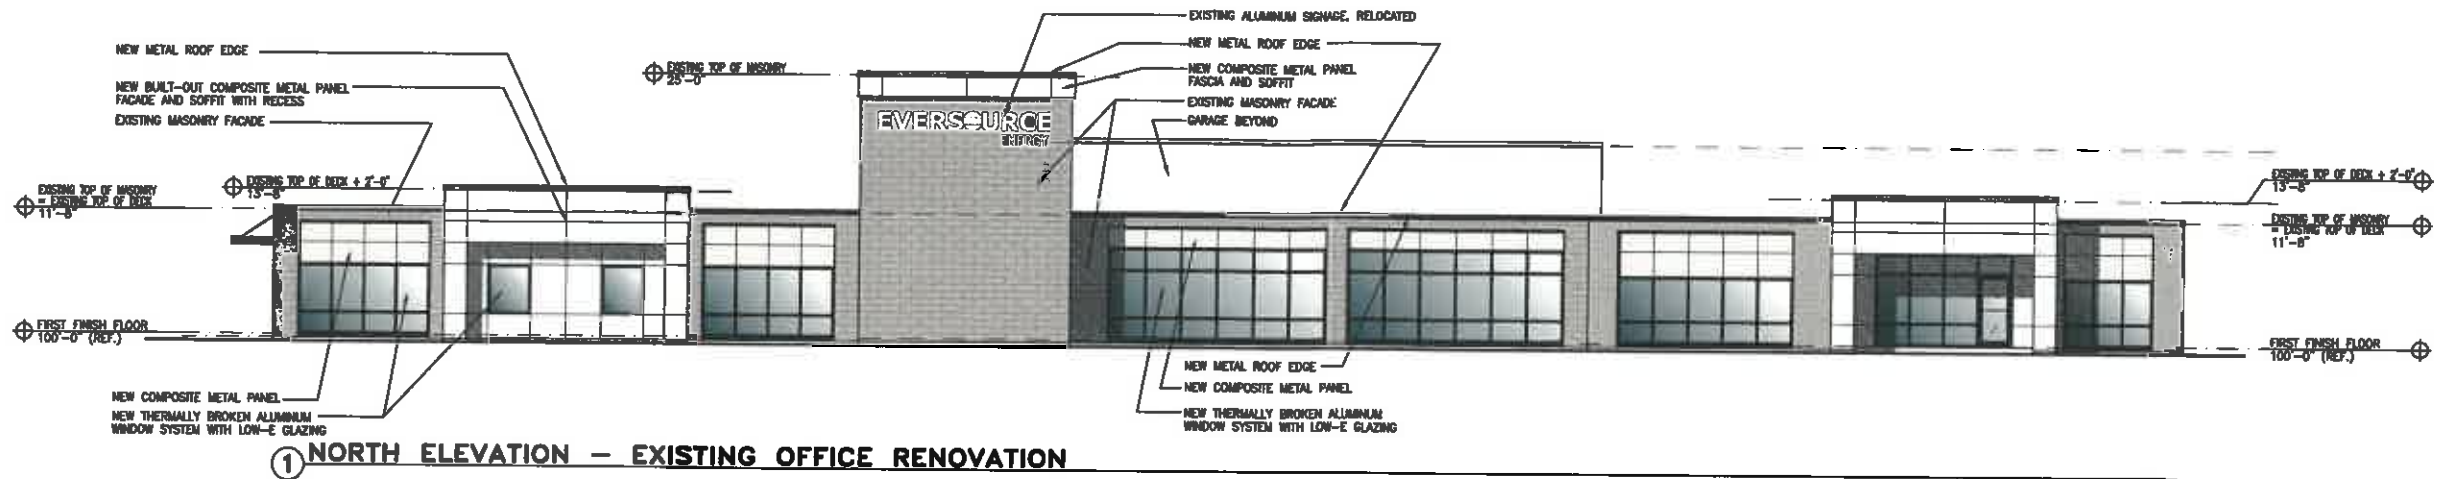 EXISTING ALUMINUM SIGNAGE, RELOCATED
NEW METAL ROOF EDGE
NEW METAL ROOF EDGE
NEW BUILT-OUT COMPOSITE METAL PANEL
FACADE AND SOFFIT WITH RECESS
EXISTING MASONRY FACADE
EXISTING TOP OF MASONRY
25'-0"
NEW COMPOSITE METAL PANEL
FASCIA AND SOFFIT
EXISTING MASONRY FACADE
GARAGE BEYOND
EVERSOURCE
ENERGY
EXISTING TOP OF MASONRY
= EXISTING TOP OF DECK
11'-8"
EXISTING TOP OF DECK + 2'-0"
13'-8"
EXISTING TOP OF DECK + 2'-0"
13'-8"
EXISTING TOP OF MASONRY
= EXISTING TOP OF DECK
11'-8"
FIRST FINISH FLOOR
100'-0" (REF.)
FIRST FINISH FLOOR
100'-0" (REF.)
NEW COMPOSITE METAL PANEL
NEW THERMALLY BROKEN ALUMINUM
WINDOW SYSTEM WITH LOW-E GLAZING
NEW METAL ROOF EDGE
NEW COMPOSITE METAL PANEL
NEW THERMALLY BROKEN ALUMINUM
WINDOW SYSTEM WITH LOW-E GLAZING
1 NORTH ELEVATION - EXISTING OFFICE RENOVATION